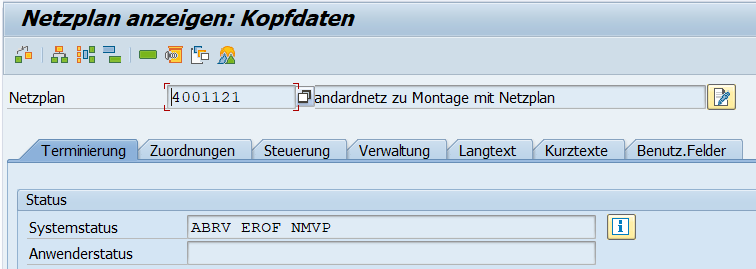 Netzplan anzeigen: Kopfdaten
Netzplan 4001121 andardnetz zu Montage mit Netzplan
Terminierung Zuordnungen Steuerung Verwaltung Langtext Kurztexte Benutz.Felder
Status
Systemstatus ABRV EROF NMVP
Anwenderstatus